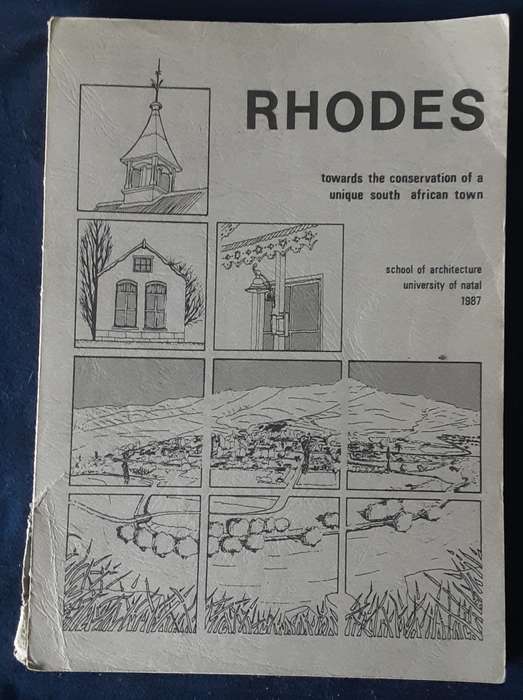 RHODES
towards the conservation of a
unique south african town
school of architecture
university of natal
1987